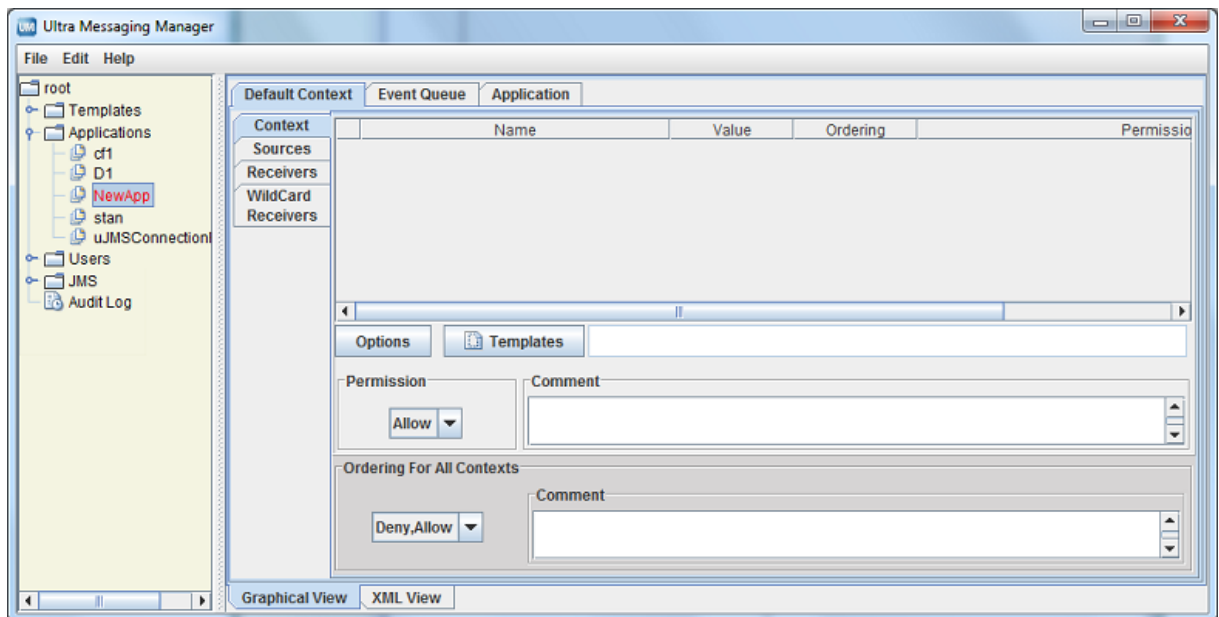 UM Ultra Messaging Manager
File Edit Help
root
Templates
Applications
cf1
D1
NewApp
stan
uJMSConnection
Users
JMS
Audit Log
Default Context Event Queue Application
Context
Sources
Receivers
WildCard
Receivers
Name Value Ordering Permissio
Options Templates
Permission Comment
Allow
Ordering For All Contexts
Comment
Deny,Allow
Graphical View XML View